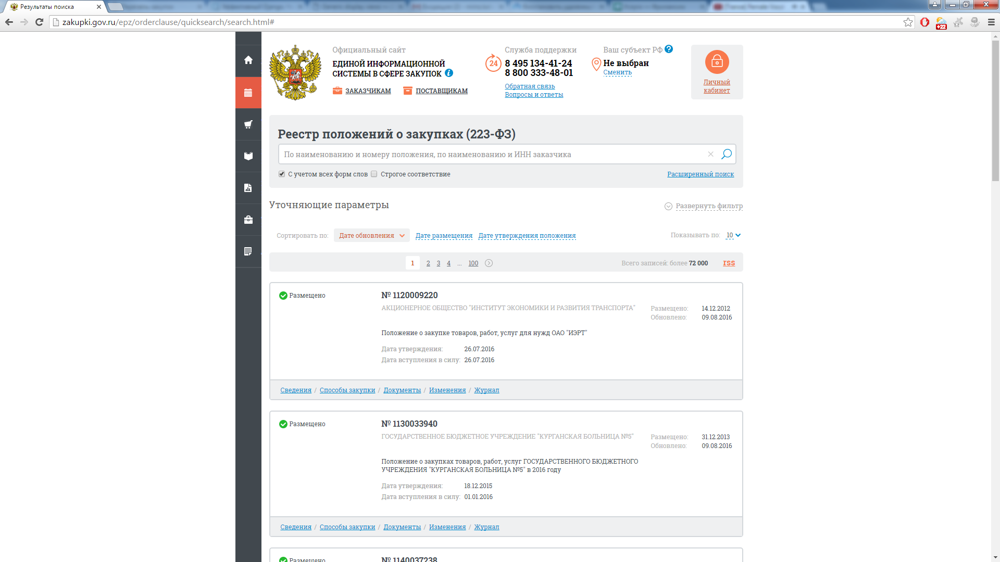 Результаты поиска
zakupki.gov.ru/epz/orderclause/quicksearch/search.html#
+22
Официальный сайт
ЕДИНОЙ ИНФОРМАЦИОННОЙ
СИСТЕМЫ В СФЕРЕ ЗАКУПОК
ЗАКАЗЧИКАМ ПОСТАВЩИКАМ
24
Служба поддержки
8 495 134-41-24
8 800 333-48-01
Обратная связь
Вопросы и ответы
Ваш субъект РФ ?
Не выбран
Сменить
Личный
кабинет
Реестр положений о закупках (223-ФЗ)
По наименованию и номеру положения, по наименованию и ИНН заказчика
С учетом всех форм слов Строгое соответствие Расширенный поиск
Уточняющие параметры Развернуть фильтр
Сортировать по: Дате обновления Дате размещения Дате утверждения положения Показывать по: 10
1 2 3 4 ... 100 Всего записей: более 72 000 rss
Размещено № 1120009220
АКЦИОНЕРНОЕ ОБЩЕСТВО "ИНСТИТУТ ЭКОНОМИКИ И РАЗВИТИЯ ТРАНСПОРТА" Размещено: 14.12.2012
Обновлено: 09.08.2016
Положение о закупке товаров, работ, услуг для нужд ОАО "ИЭРТ"
Дата утверждения: 26.07.2016
Дата вступления в силу: 26.07.2016
Сведения / Способы закупки / Документы / Изменения / Журнал
Размещено № 1130033940
ГОСУДАРСТВЕННОЕ БЮДЖЕТНОЕ УЧРЕЖДЕНИЕ "КУРГАНСКАЯ БОЛЬНИЦА №5" Размещено: 31.12.2013
Обновлено: 09.08.2016
Положение о закупках товаров, работ, услуг ГОСУДАРСТВЕННОГО БЮДЖЕТНОГО
УЧРЕЖДЕНИЯ "КУРГАНСКАЯ БОЛЬНИЦА №5" в 2016 году
Дата утверждения: 18.12.2015
Дата вступления в силу: 01.01.2016
Сведения / Способы закупки / Документы / Изменения / Журнал
Размещено № 1140037238